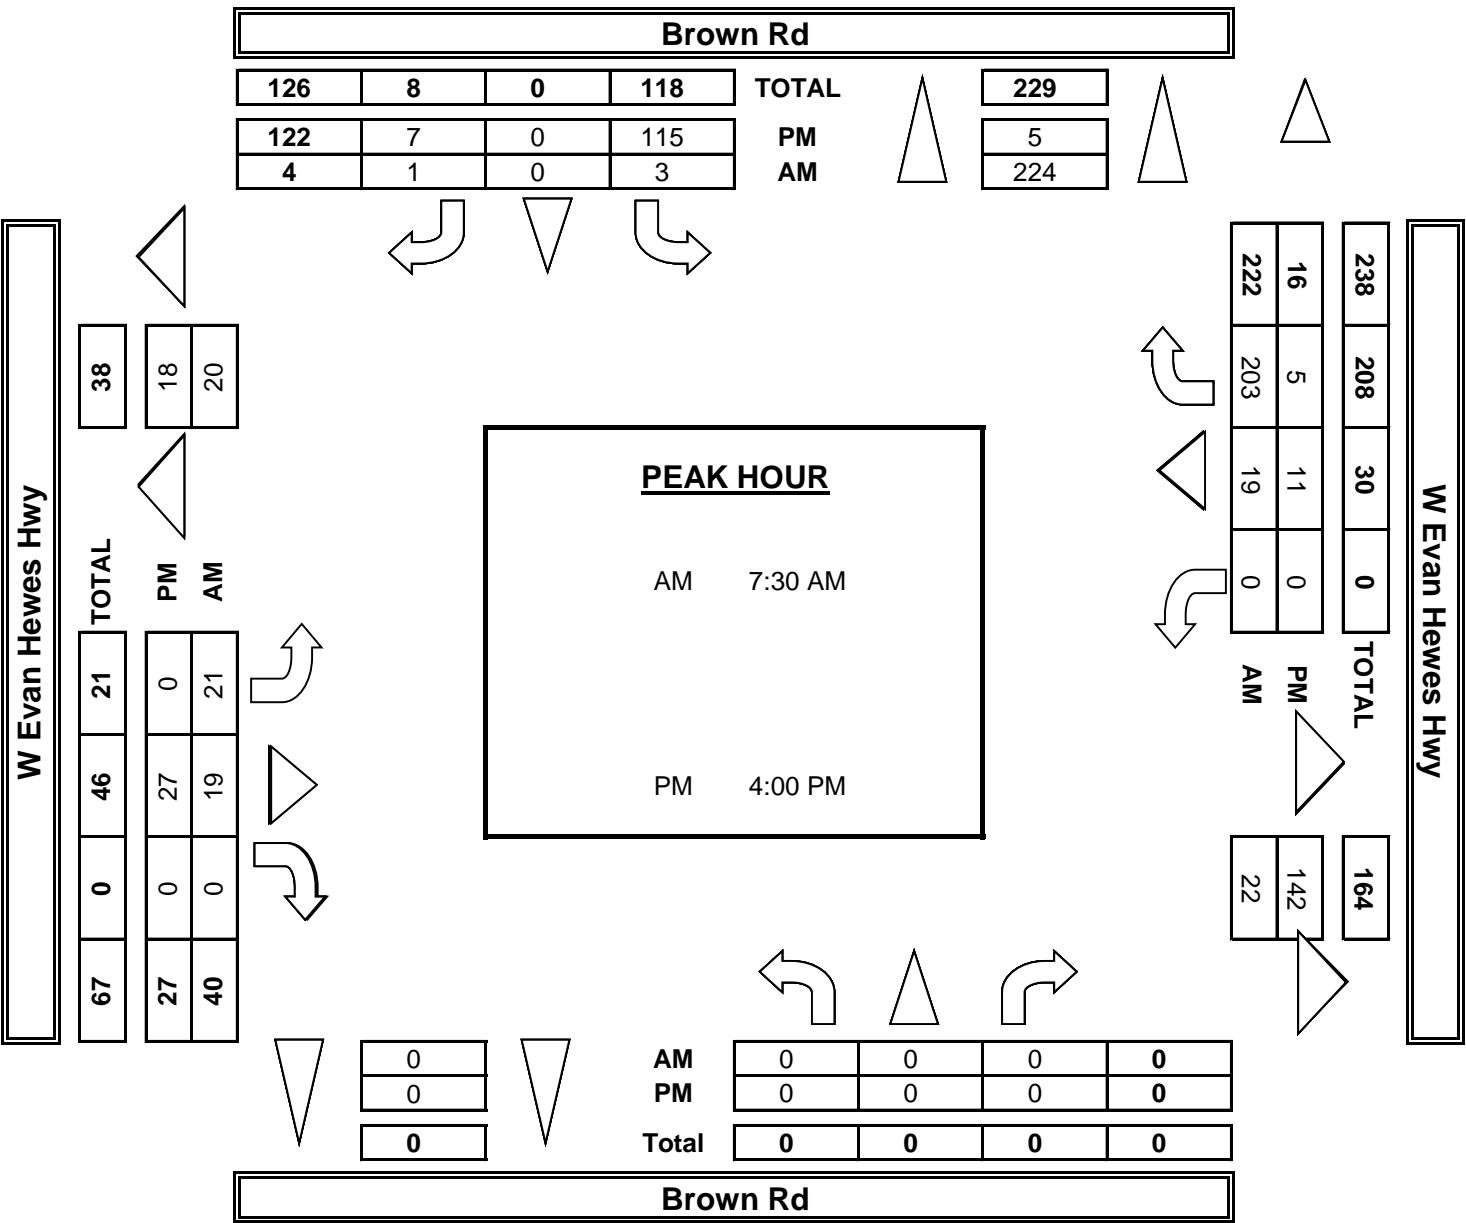 Brown Rd
126 8 0 118 TOTAL 229
122 7 0 115 PM 5
4 1 0 3 AM 224
W Evan Hewes Hwy
38 18 20
TOTAL PM AM
21 0 21
46 27 19
0 0 0
67 27 40
PEAK HOUR
AM 7:30 AM
PM 4:00 PM
222 16 238
203 5 208
19 11 30
0 0 0
AM PM TOTAL
22 142 164
W Evan Hewes Hwy
0 AM 0 0 0 0
0 PM 0 0 0 0
0 Total 0 0 0 0
Brown Rd